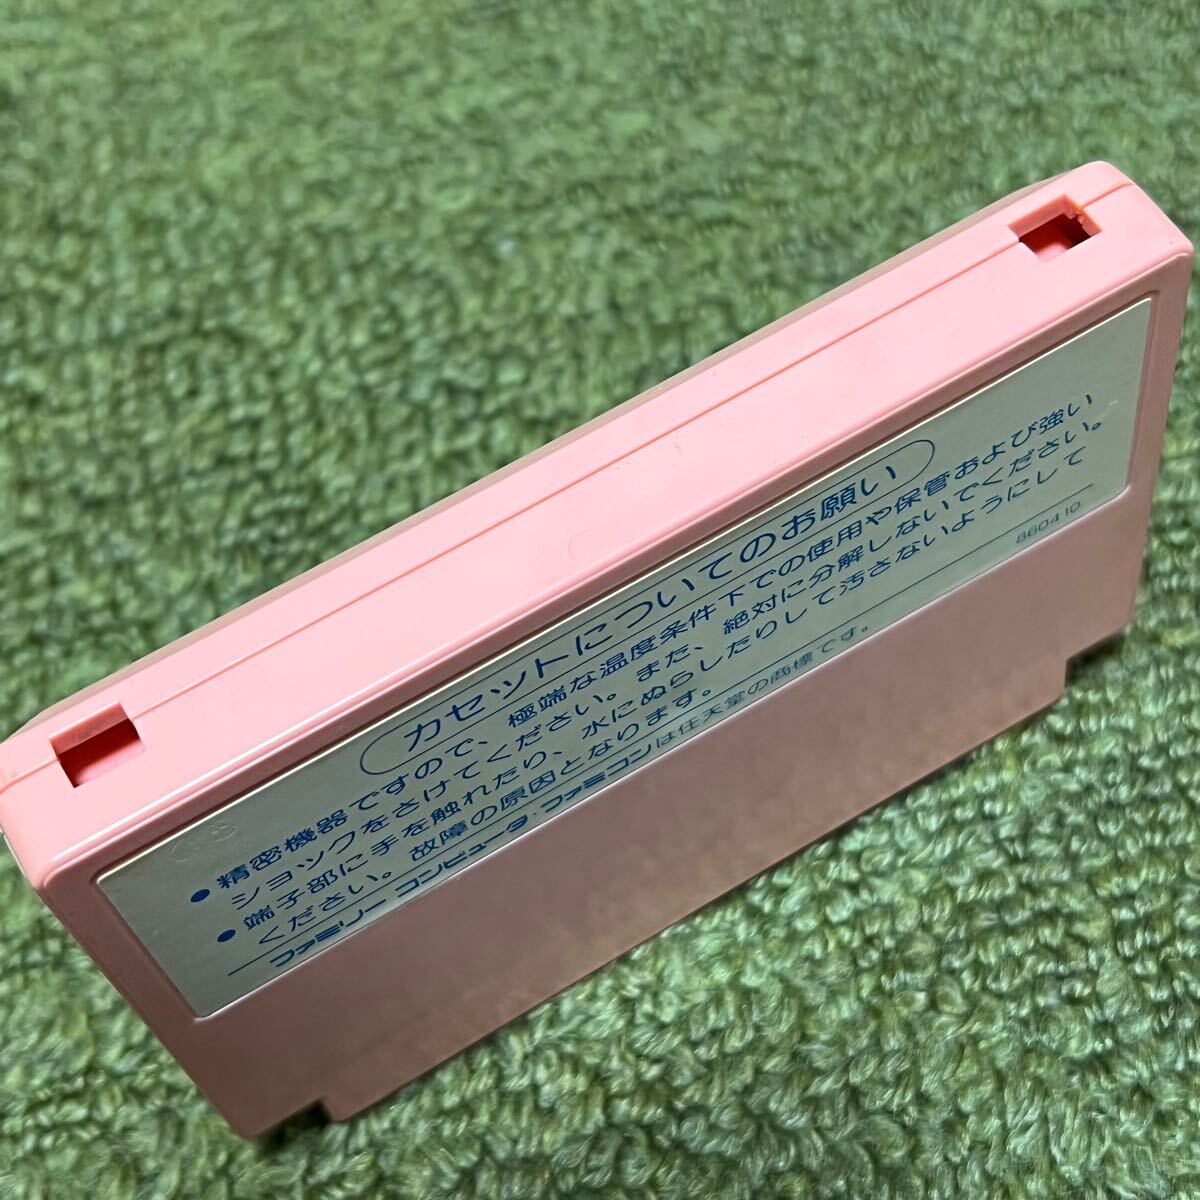 カセットについてのお願い
●精密機器ですので、極端な温度条件下での使用や保管および強い
ショックをさけてください。また、絶対に分解しないでください。
●端子部に手を触れたり、水にぬらしたりして汚さないようにして
ください。故障の原因となります。
860410
ファミリーコンピュータ・ファミコンは任天堂の商標です。